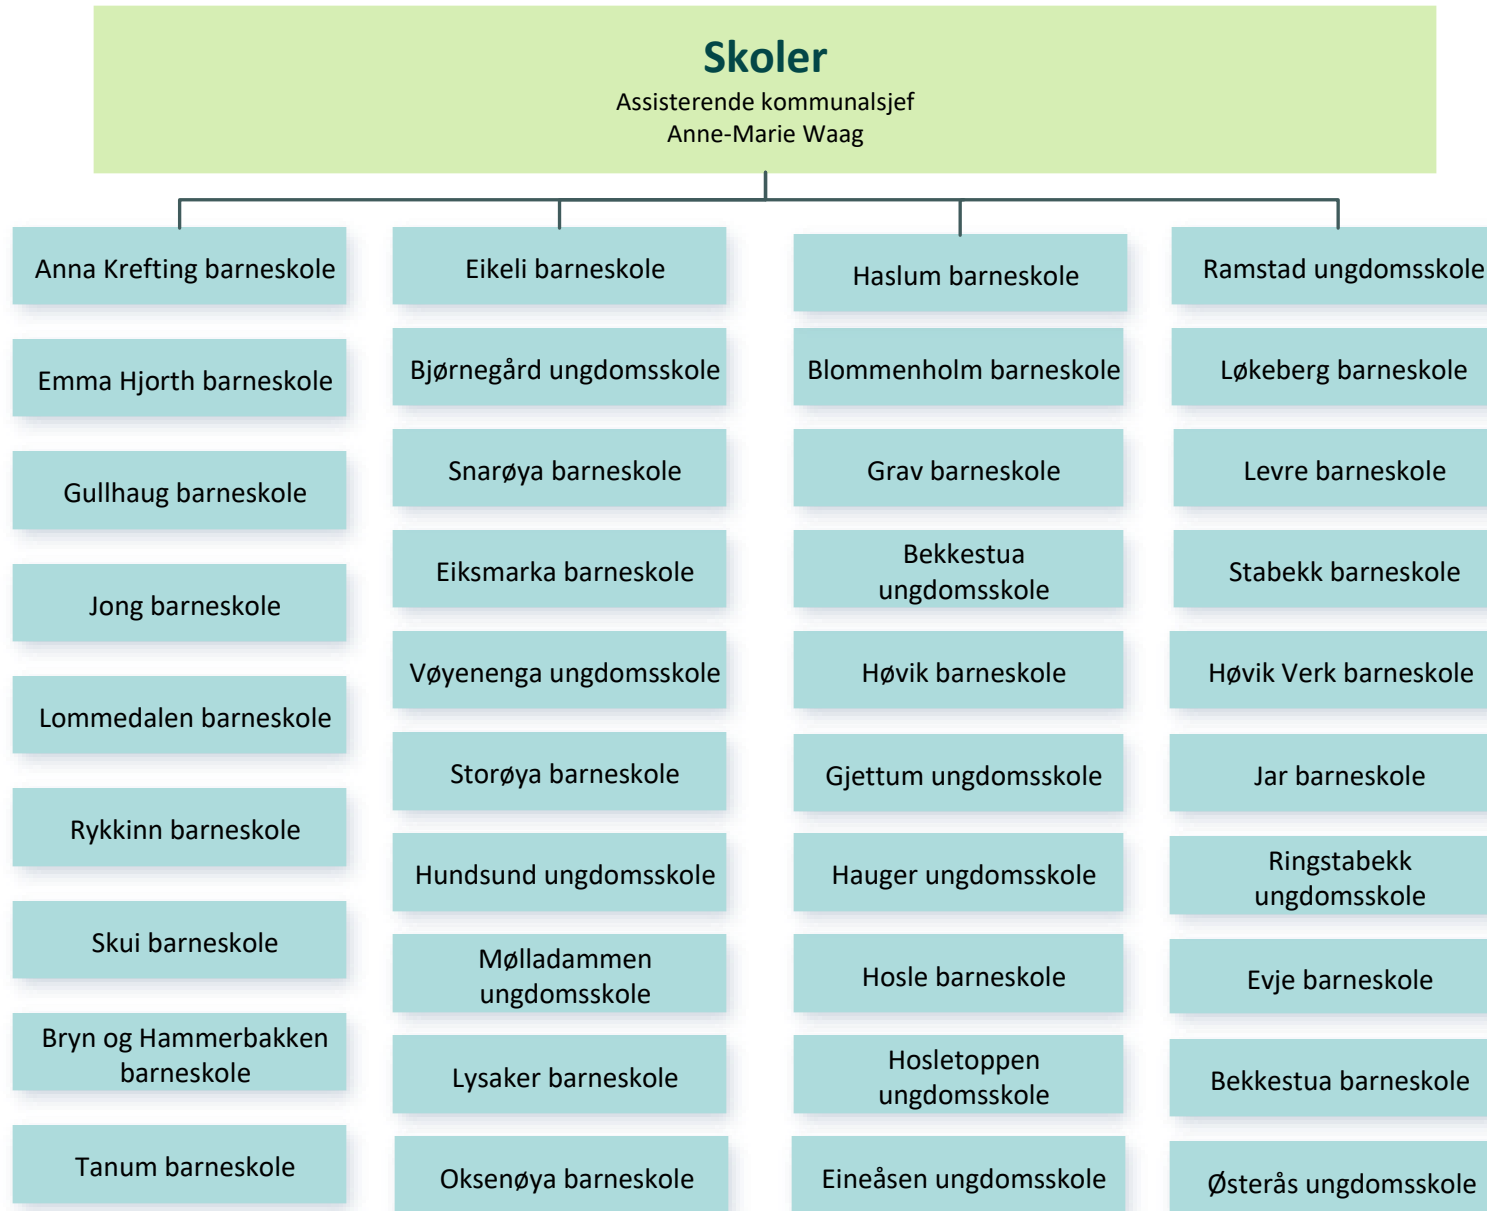 Skoler
Assisterende kommunalsjef
Anne-Marie Waag
Anna Krefting barneskole
Emma Hjorth barneskole
Gullhaug barneskole
Jong barneskole
Lommedalen barneskole
Rykkinn barneskole
Skui barneskole
Bryn og Hammerbakken
barneskole
Tanum barneskole
Eikeli barneskole
Bjørnegård ungdomsskole
Snarøya barneskole
Eiksmarka barneskole
Vøyenenga ungdomsskole
Storøya barneskole
Hundsund ungdomsskole
Mølladammen
ungdomsskole
Lysaker barneskole
Oksenøya barneskole
Haslum barneskole
Blommenholm barneskole
Grav barneskole
Bekkestua
ungdomsskole
Høvik barneskole
Gjettum ungdomsskole
Hauger ungdomsskole
Hosle barneskole
Hosletoppen
ungdomsskole
Eineåsen ungdomsskole
Ramstad ungdomsskole
Løkeberg barneskole
Levre barneskole
Stabekk barneskole
Høvik Verk barneskole
Jar barneskole
Ringstabekk
ungdomsskole
Evje barneskole
Bekkestua barneskole
Østerås ungdomsskole